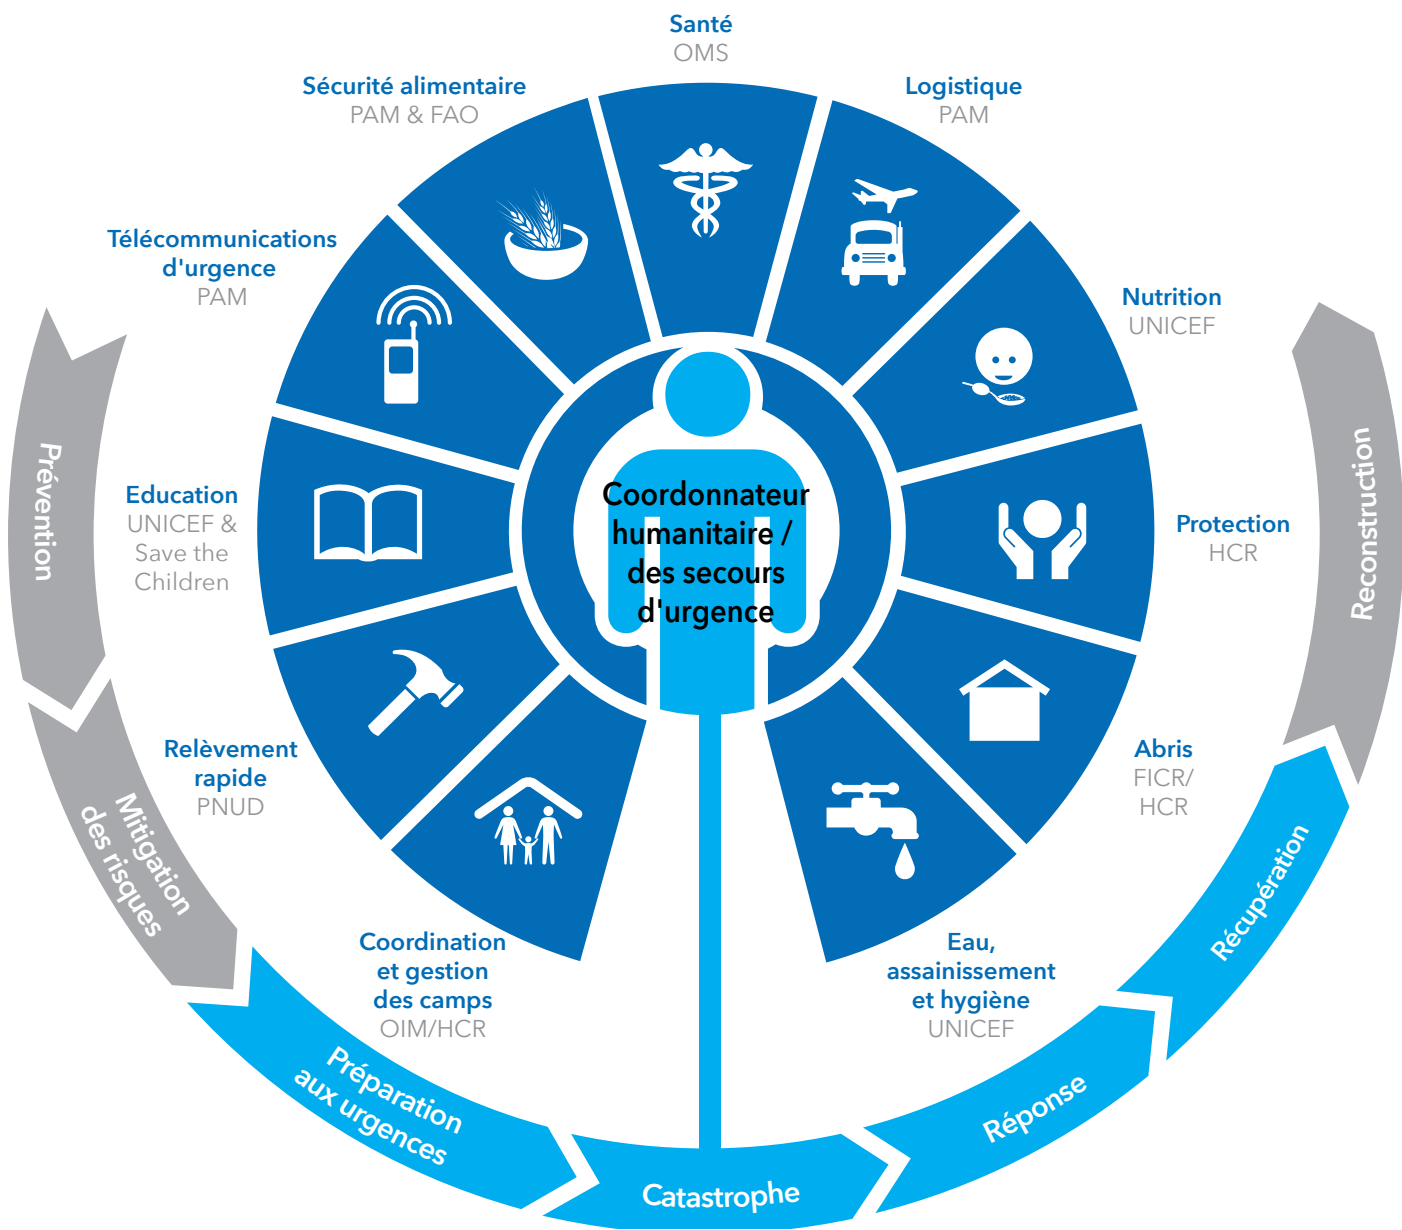 Santé
OMS
Sécurité alimentaire
PAM & FAO
Logistique
PAM
Télécommunications
d'urgence
PAM
Nutrition
UNICEF
Education
UNICEF &
Save the
Children
Protection
HCR
Coordonnateur
humanitaire /
des secours
d'urgence
Relèvement
rapide
PNUD
Abris
FICR/
HCR
Coordination
et gestion
des camps
OIM/HCR
Eau,
assainissement
et hygiène
UNICEF
Prévention
Mitigation
des risques
Préparation
aux urgences
Catastrophe
Réponse
Récupération
Reconstruction